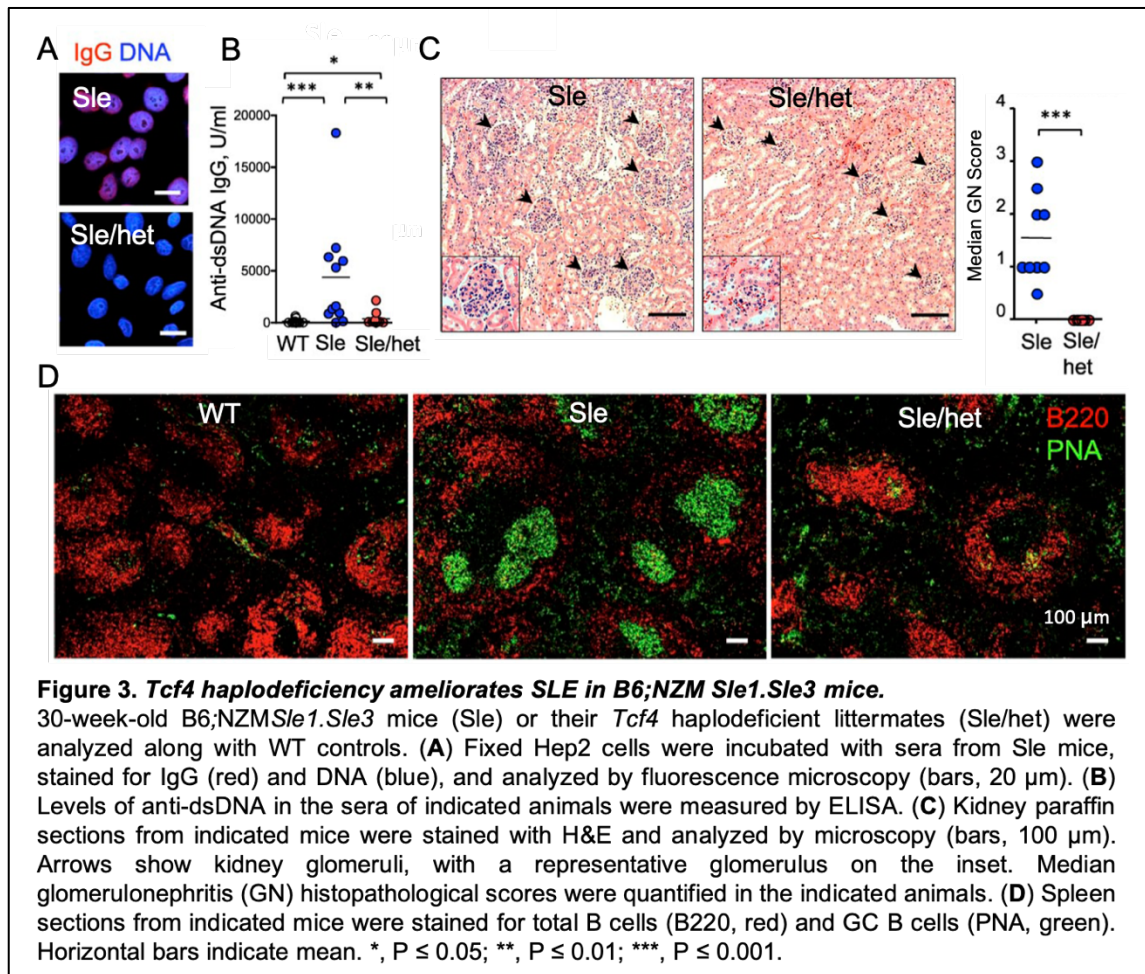 A
IgG DNA
Sle
Sle/het
B
*
*** **
Anti-dsDNA IgG, U/ml
20000
15000
10000
5000
0
WT Sle Sle/het
C
Sle
Sle/het
***
Median GN Score
4
3
2
1
0
Sle Sle/
het
D
WT
Sle
Sle/het
B220
PNA
100 µm
Figure 3. Tcf4 haplodeficiency ameliorates SLE in B6;NZM Sle1.Sle3 mice.
30-week-old B6;NZMSle1.Sle3 mice (Sle) or their Tcf4 haplodeficient littermates (Sle/het) were
analyzed along with WT controls. (A) Fixed Hep2 cells were incubated with sera from Sle mice,
stained for IgG (red) and DNA (blue), and analyzed by fluorescence microscopy (bars, 20 µm). (B)
Levels of anti-dsDNA in the sera of indicated animals were measured by ELISA. (C) Kidney paraffin
sections from indicated mice were stained with H&E and analyzed by microscopy (bars, 100 µm).
Arrows show kidney glomeruli, with a representative glomerulus on the inset. Median
glomerulonephritis (GN) histopathological scores were quantified in the indicated animals. (D) Spleen
sections from indicated mice were stained for total B cells (B220, red) and GC B cells (PNA, green).
Horizontal bars indicate mean. *, P ≤ 0.05; **, P ≤ 0.01; ***, P ≤ 0.001.